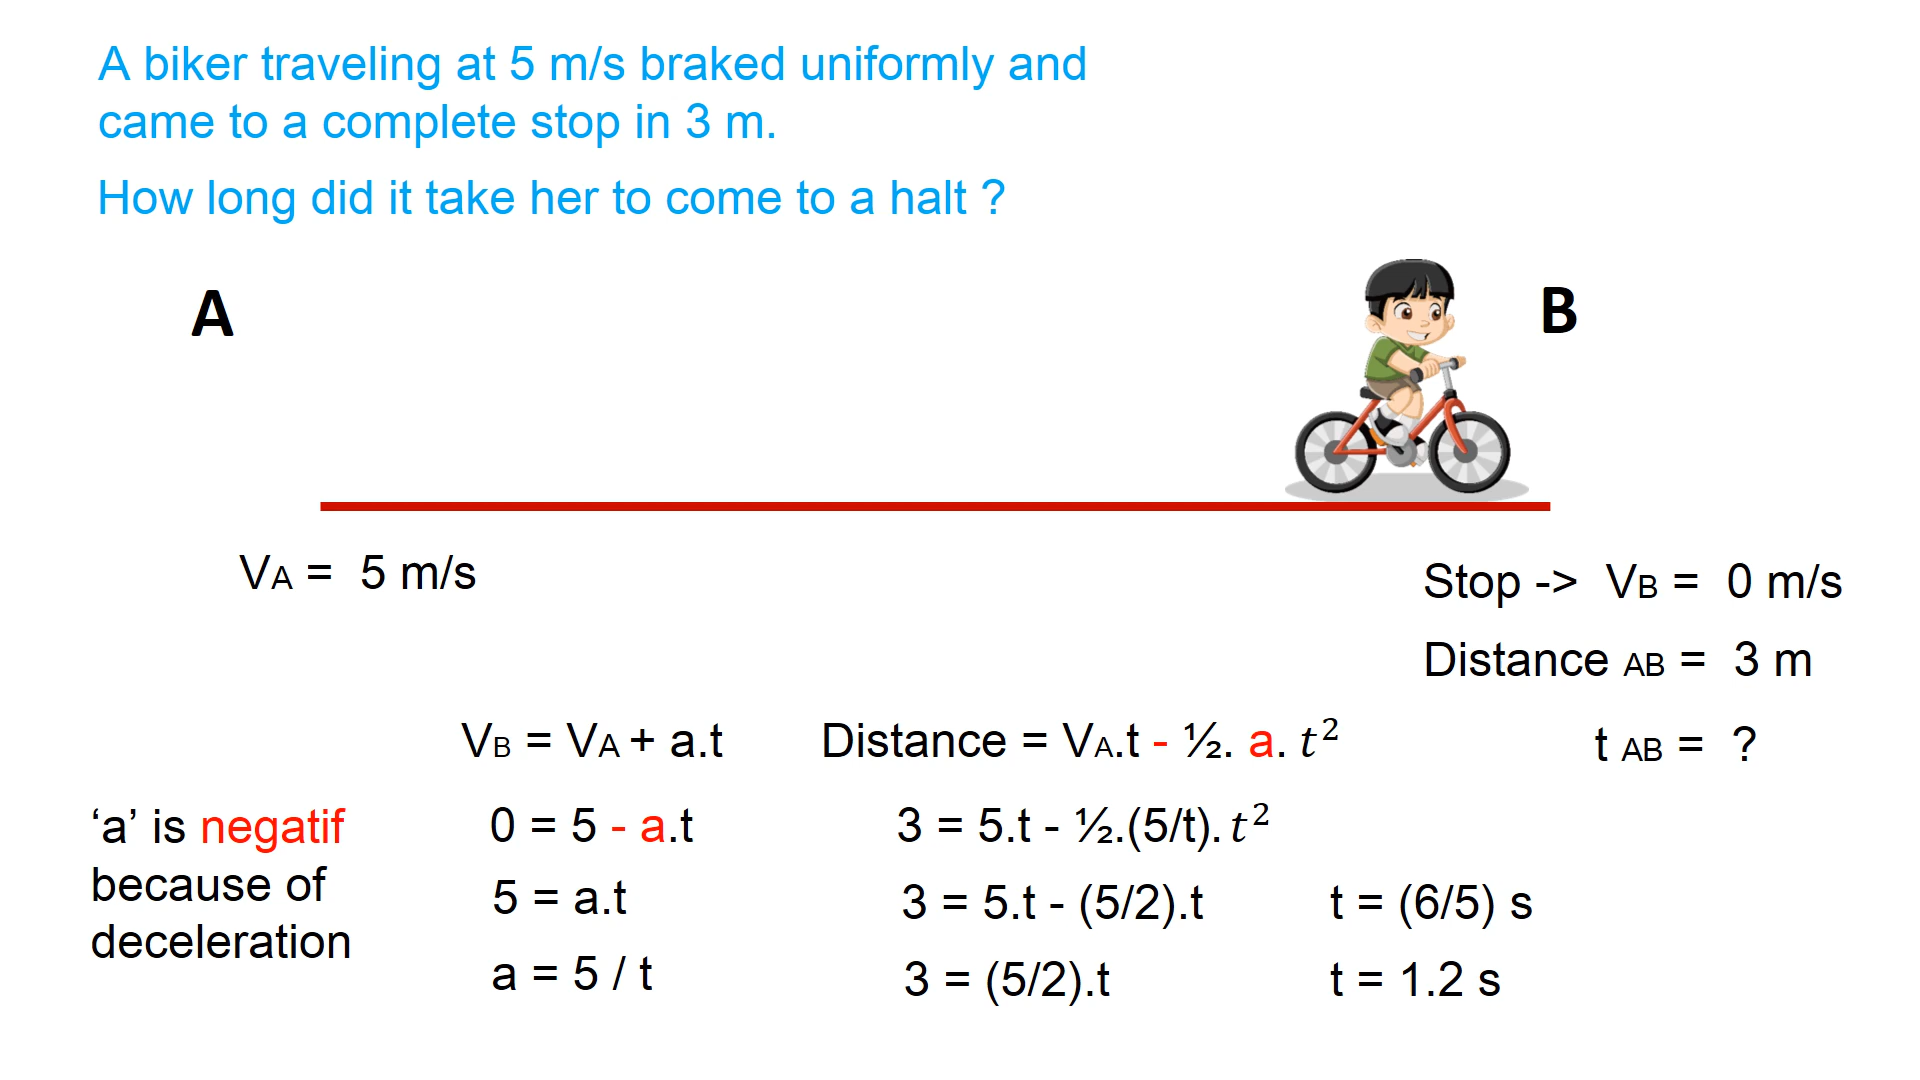 A biker traveling at 5 m/s braked uniformly and
came to a complete stop in 3 m.
How long did it take her to come to a halt ?
A
B
VA = 5 m/s
Stop -> VB = 0 m/s
Distance AB = 3 m
t AB = ?
‘a’ is negatif
because of
deceleration
VB = VA + a.t
0 = 5 - a.t
5 = a.t
a = 5 / t
Distance = VA.t - ½. a. t²
3 = 5.t - ½.(5/t). t²
3 = 5.t - (5/2).t
3 = (5/2).t
t = (6/5) s
t = 1.2 s